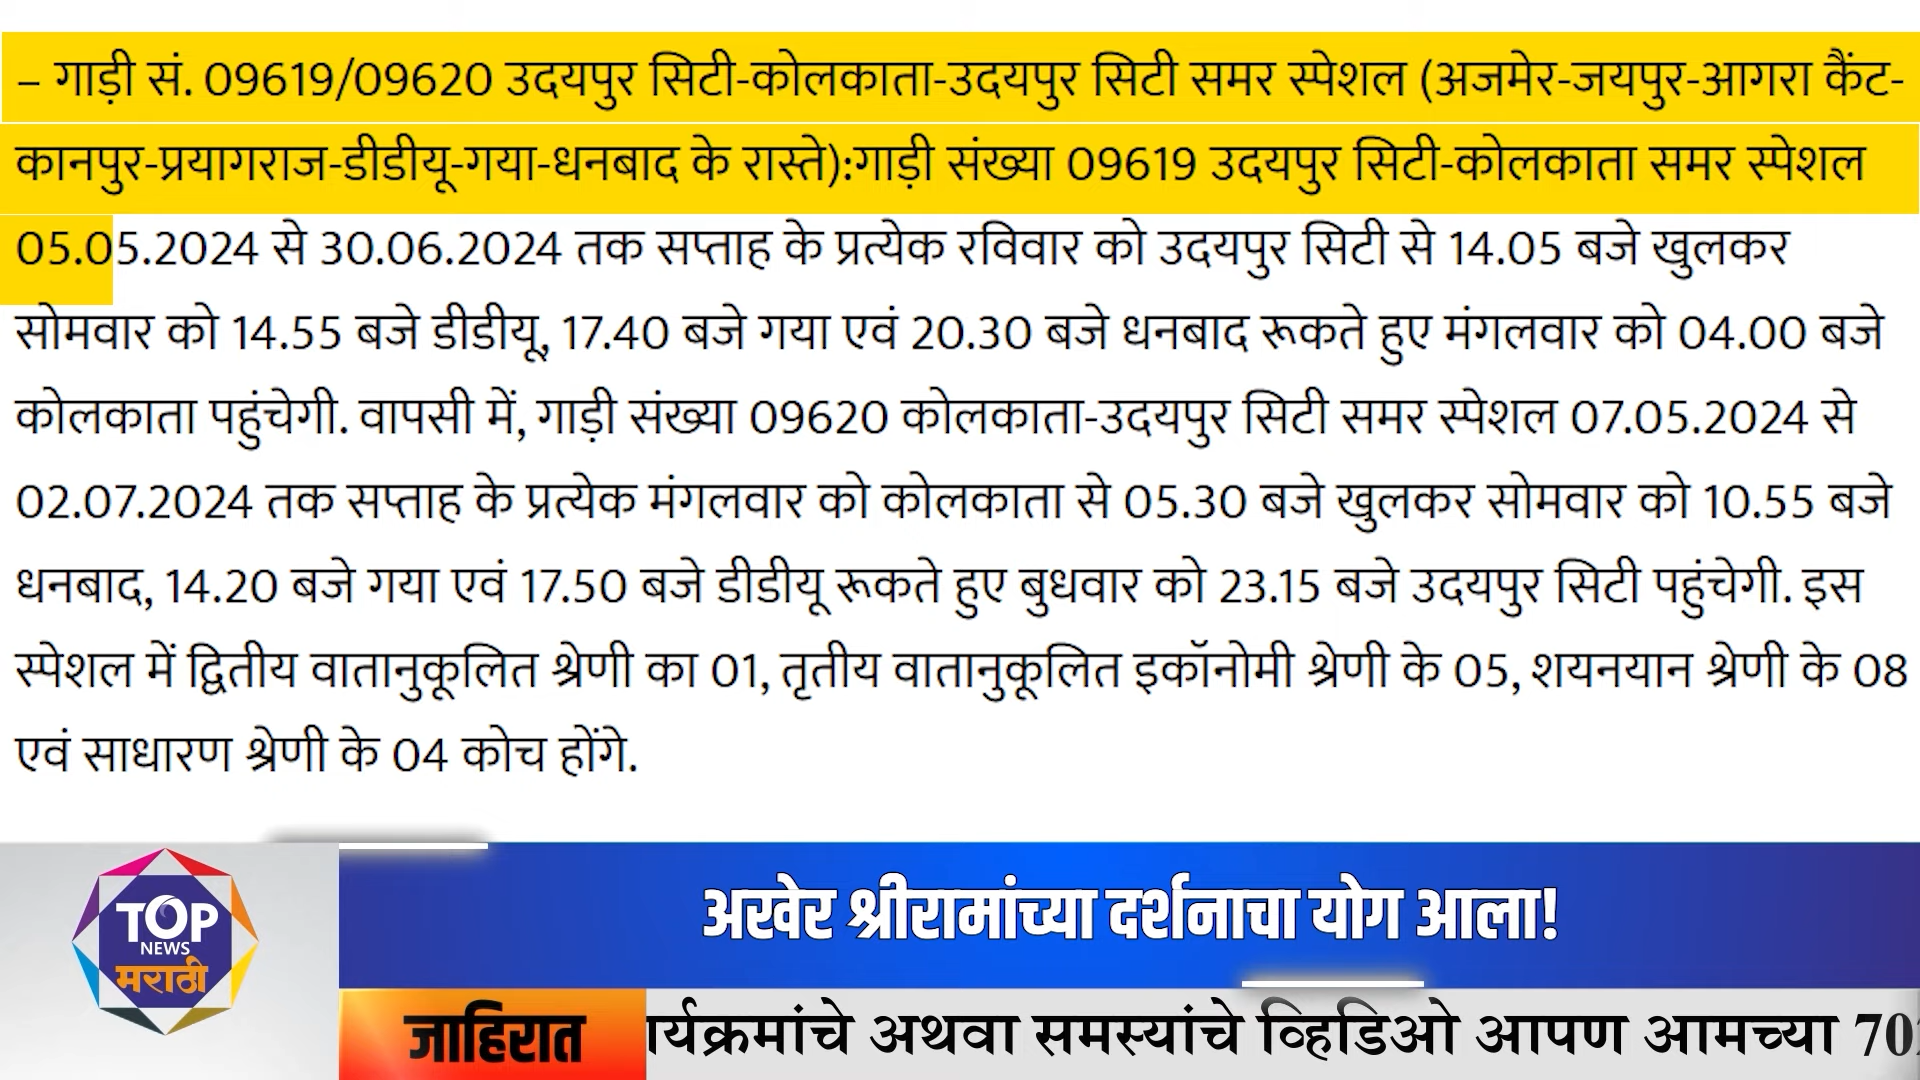 – गाड़ी सं. 09619/09620 उदयपुर सिटी-कोलकाता-उदयपुर सिटी समर स्पेशल (अजमेर-जयपुर-आगरा कैंट-
कानपुर-प्रयागराज-डीडीयू-गया-धनबाद के रास्ते):गाड़ी संख्या 09619 उदयपुर सिटी-कोलकाता समर स्पेशल
05.05.2024 से 30.06.2024 तक सप्ताह के प्रत्येक रविवार को उदयपुर सिटी से 14.05 बजे खुलकर
सोमवार को 14.55 बजे डीडीयू, 17.40 बजे गया एवं 20.30 बजे धनबाद रूकते हुए मंगलवार को 04.00 बजे
कोलकाता पहुंचेगी. वापसी में, गाड़ी संख्या 09620 कोलकाता-उदयपुर सिटी समर स्पेशल 07.05.2024 से
02.07.2024 तक सप्ताह के प्रत्येक मंगलवार को कोलकाता से 05.30 बजे खुलकर सोमवार को 10.55 बजे
धनबाद, 14.20 बजे गया एवं 17.50 बजे डीडीयू रूकते हुए बुधवार को 23.15 बजे उदयपुर सिटी पहुंचेगी. इस
स्पेशल में द्वितीय वातानुकूलित श्रेणी का 01, तृतीय वातानुकूलित इकॉनोमी श्रेणी के 05, शयनयान श्रेणी के 08
एवं साधारण श्रेणी के 04 कोच होंगे.
TOP
NEWS
मराठी
अखेर श्रीरामांच्या दर्शनाचा योग आला!
जाहिरात
र्यक्रमांचे अथवा समस्यांचे व्हिडिओ आपण आमच्या 70